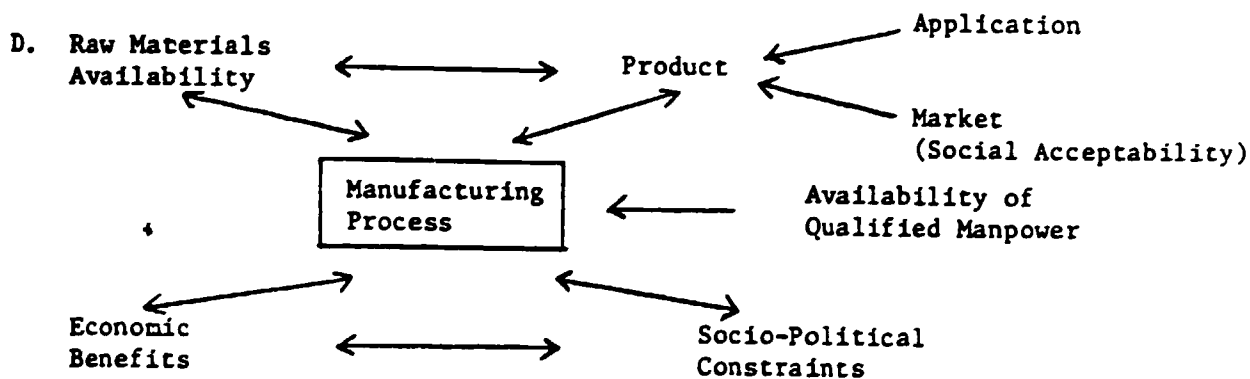 D. Raw Materials
Availability
Product
Application
Market
(Social Acceptability)
Manufacturing
Process
Availability of
Qualified Manpower
Economic
Benefits
Socio-Political
Constraints